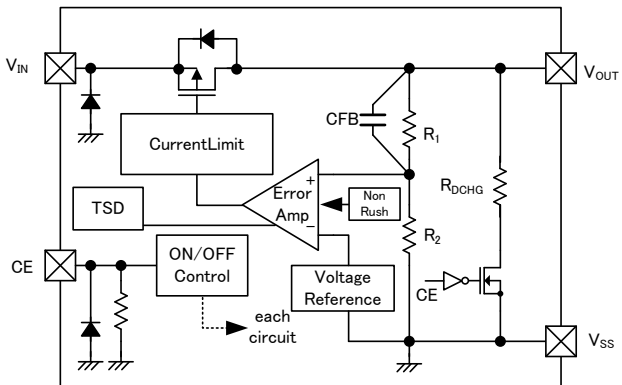 VIN
VOUT
CFB
R1
CurrentLimit
RDCHG
+
Error
Amp
−
Non
Rush
TSD
R2
CE
ON/OFF
Control
Voltage
Reference
CE
each
circuit
VSS